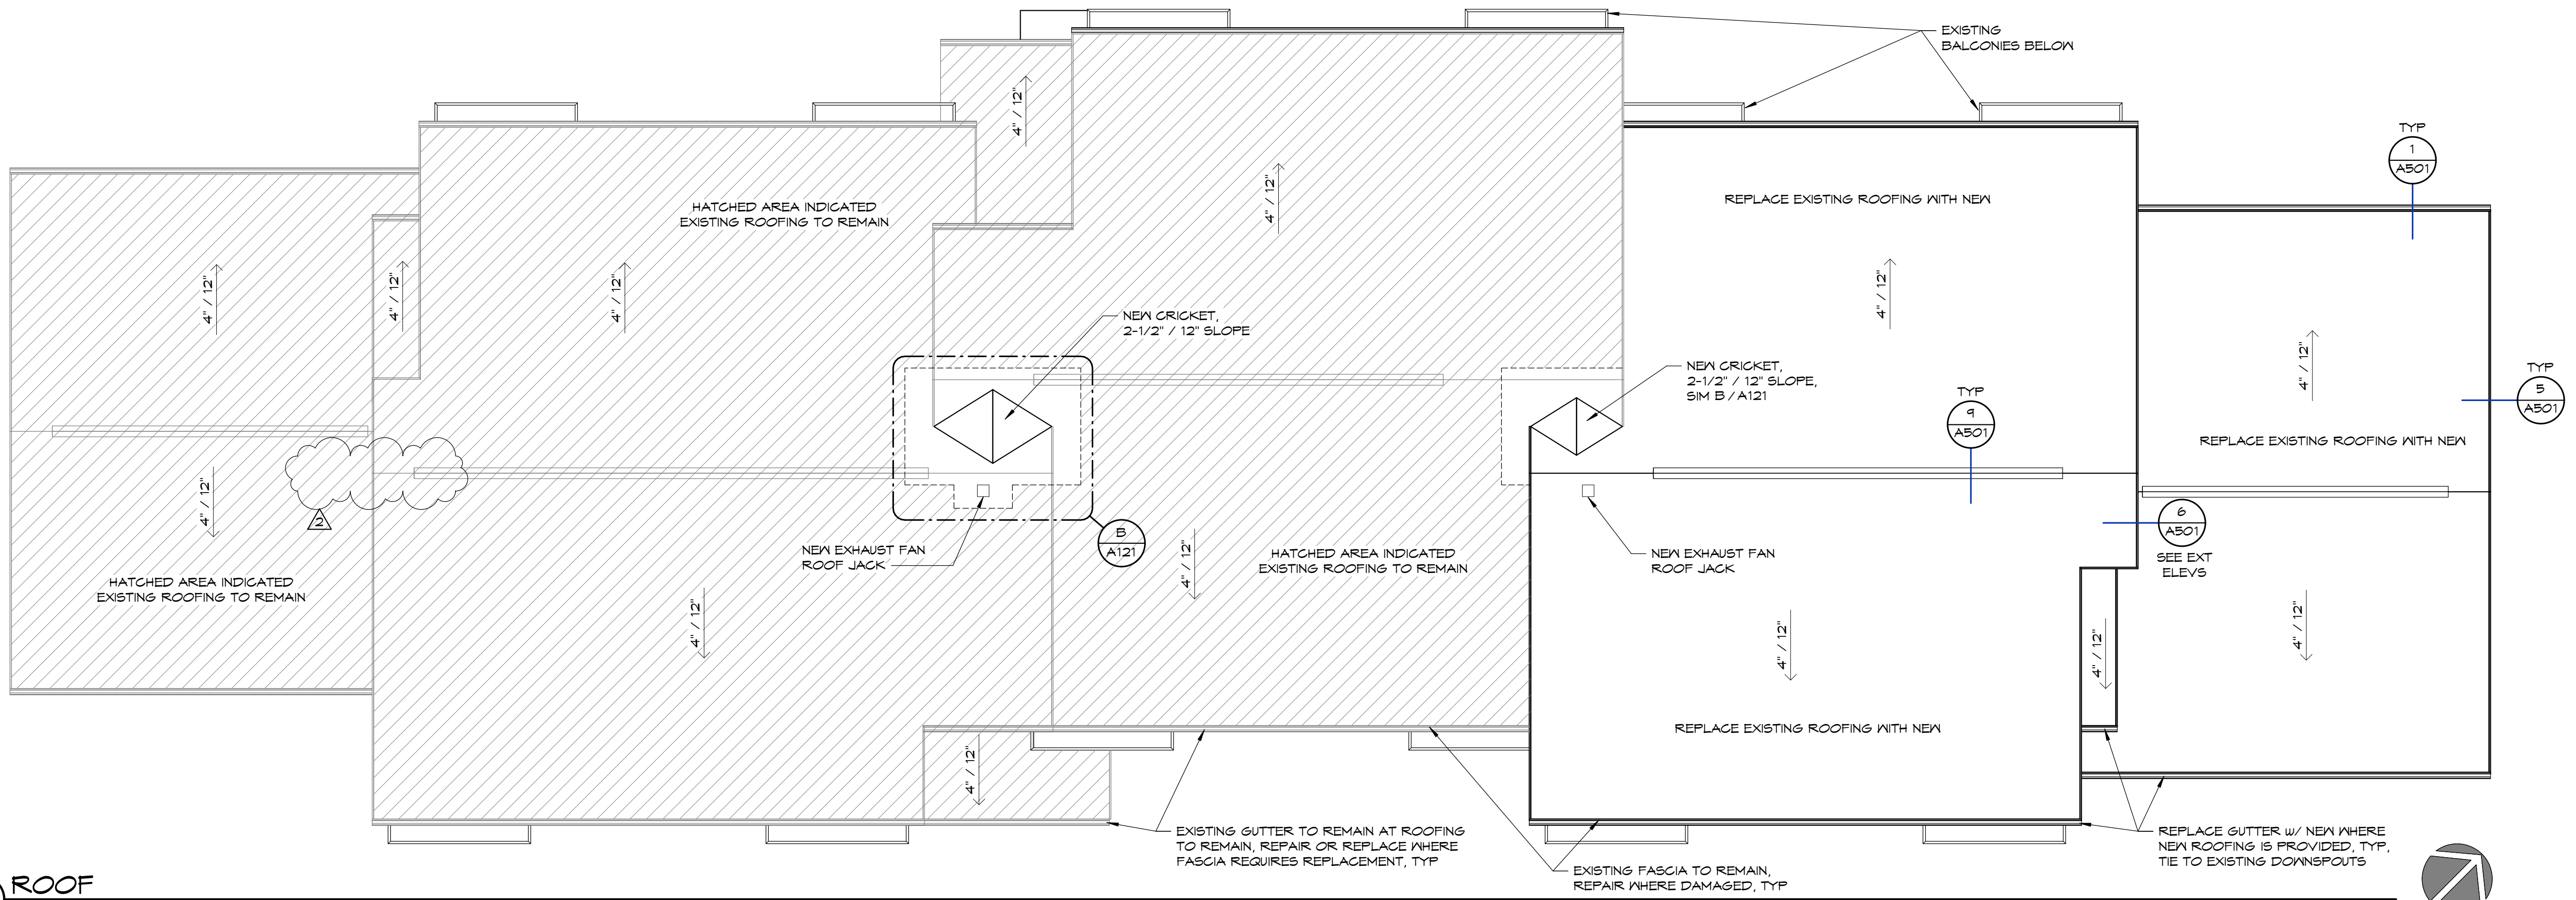 EXISTING
BALCONIES BELOW
4" / 12"
TYP
1
A501
HATCHED AREA INDICATED
EXISTING ROOFING TO REMAIN
4" / 12"
REPLACE EXISTING ROOFING WITH NEW
4" / 12"
4" / 12"
4" / 12"
4" / 12"
NEW CRICKET,
2-1/2" / 12" SLOPE
NEW CRICKET,
2-1/2" / 12" SLOPE,
SIM B / A121
4" / 12"
TYP
5
A501
TYP
9
A501
REPLACE EXISTING ROOFING WITH NEW
4" / 12"
2
NEW EXHAUST FAN
ROOF JACK
B
A121
HATCHED AREA INDICATED
EXISTING ROOFING TO REMAIN
4" / 12"
NEW EXHAUST FAN
ROOF JACK
6
A501
SEE EXT
ELEVS
HATCHED AREA INDICATED
EXISTING ROOFING TO REMAIN
4" / 12"
4" / 12"
4" / 12"
4" / 12"
REPLACE EXISTING ROOFING WITH NEW
4" / 12"
EXISTING GUTTER TO REMAIN AT ROOFING
TO REMAIN, REPAIR OR REPLACE WHERE
FASCIA REQUIRES REPLACEMENT, TYP
EXISTING FASCIA TO REMAIN,
REPAIR WHERE DAMAGED, TYP
REPLACE GUTTER W/ NEW WHERE
NEW ROOFING IS PROVIDED, TYP,
TIE TO EXISTING DOWNSPOUTS
ROOF